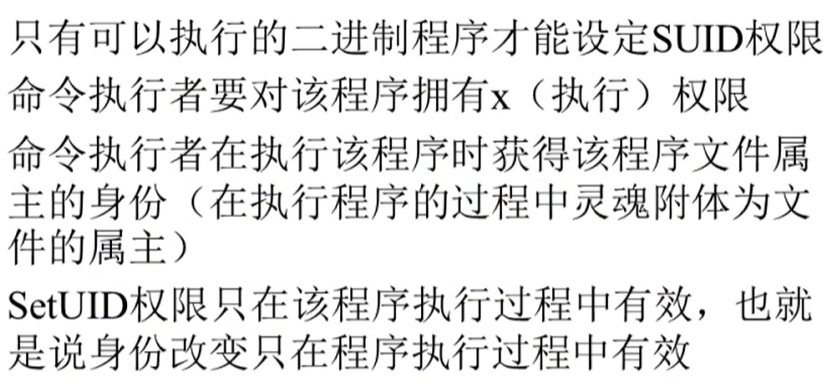 只有可以执行的二进制程序才能设定SUID权限
命令执行者要对该程序拥有x（执行）权限
命令执行者在执行该程序时获得该程序文件属
主的身份（在执行程序的过程中灵魂附体为文
件的属主）
SetUID权限只在该程序执行过程中有效，也就
是说身份改变只在程序执行过程中有效